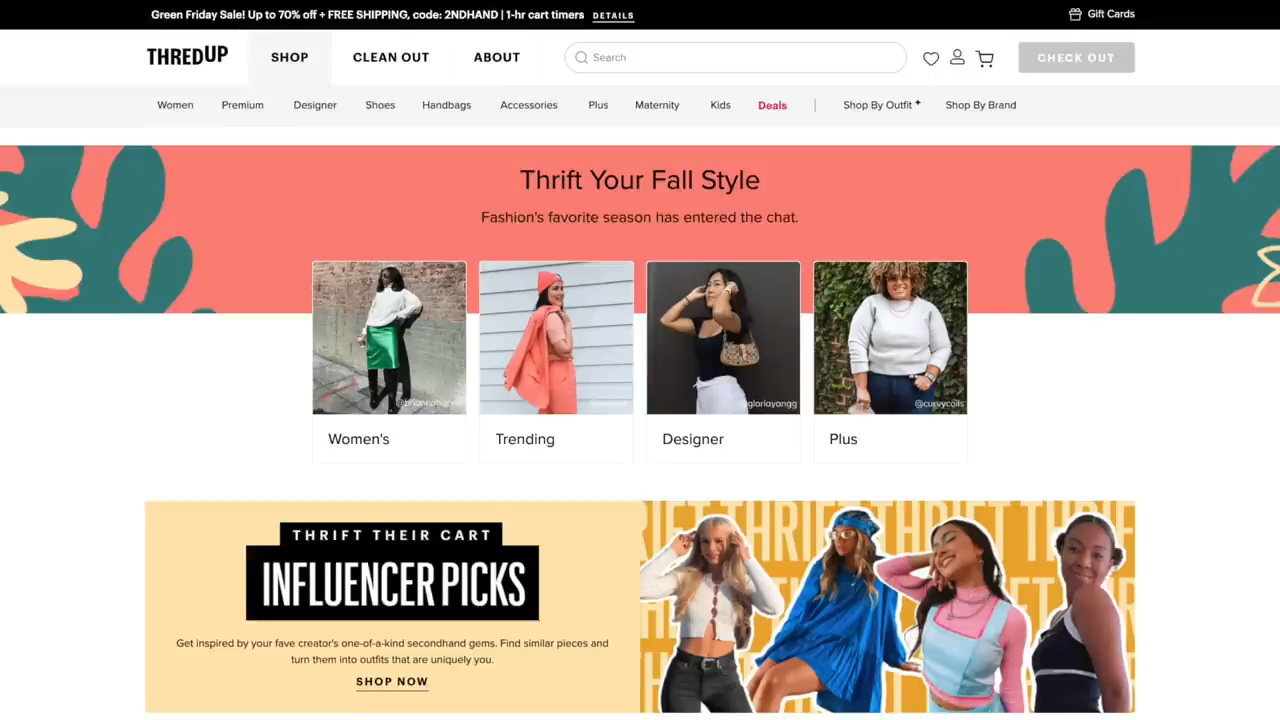 Green Friday Sale! Up to 70% off + FREE SHIPPING, code: 2NDHAND | 1-hr cart timers DETAILS
Gift Cards
THREDUP
SHOP
CLEAN OUT
ABOUT
Search
CHECK OUT
Women
Premium
Designer
Shoes
Handbags
Accessories
Plus
Maternity
Kids
Deals
Shop By Outfit
Shop By Brand
Thrift Your Fall Style
Fashion's favorite season has entered the chat.
@curvycoils
Women's
Trending
Designer
Plus
THRIFT THEIR CART
INFLUENCER PICKS
Get inspired by your fave creator's one-of-a-kind secondhand gems. Find similar pieces and
turn them into outfits that are uniquely you.
SHOP NOW